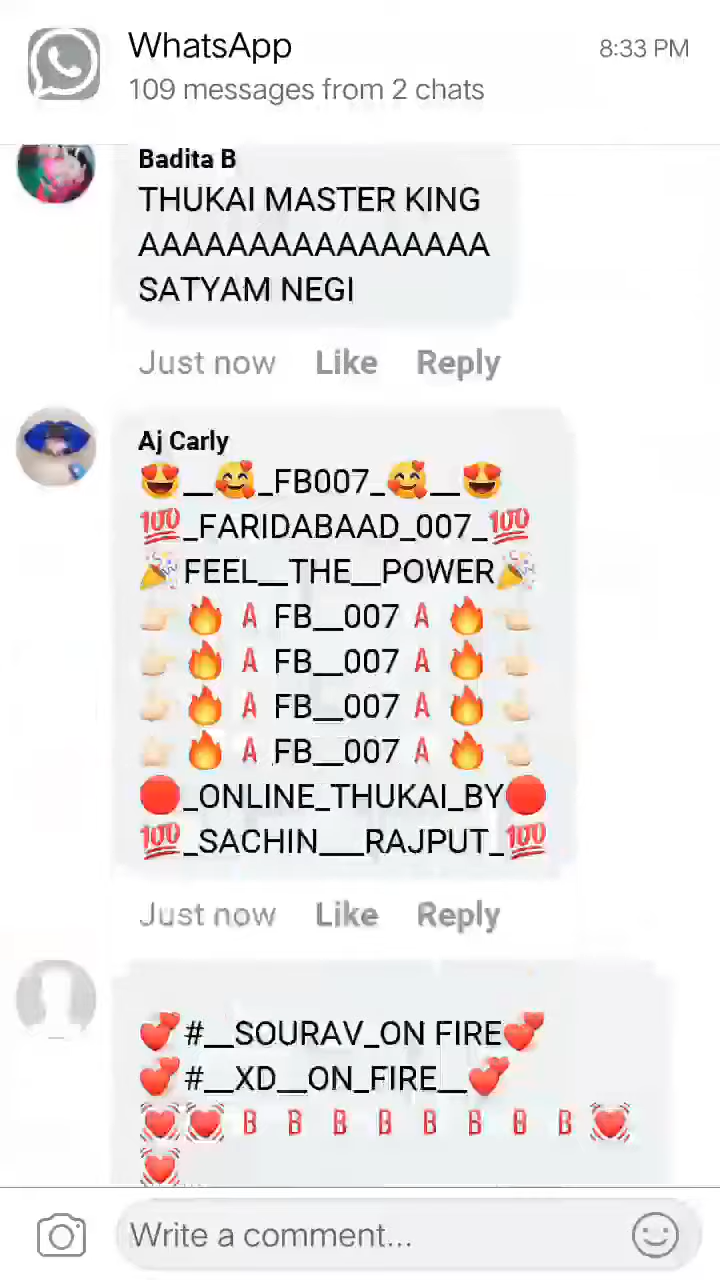 WhatsApp
8:33 PM
109 messages from 2 chats
Badita B
THUKAI MASTER KING
AAAAAAAAAAAAAAAA
SATYAM NEGI
Just now Like Reply
Aj Carly
😍__🥰_FB007_🥰__😍
💯_FARIDABAAD_007_💯
🎉FEEL__THE__POWER🎉
👉🏻🔥 A FB__007 A 🔥👈🏻
👉🏻🔥 A FB__007 A 🔥👈🏻
👉🏻🔥 A FB__007 A 🔥👈🏻
👉🏻🔥 A FB__007 A 🔥👈🏻
🔴_ONLINE_THUKAI_BY🔴
💯_SACHIN___RAJPUT_💯
Just now Like Reply
💕#__SOURAV_ON FIRE💕
💕#__XD__ON_FIRE__💕
💓💓 B B B B B B B B 💓
💓
Write a comment...